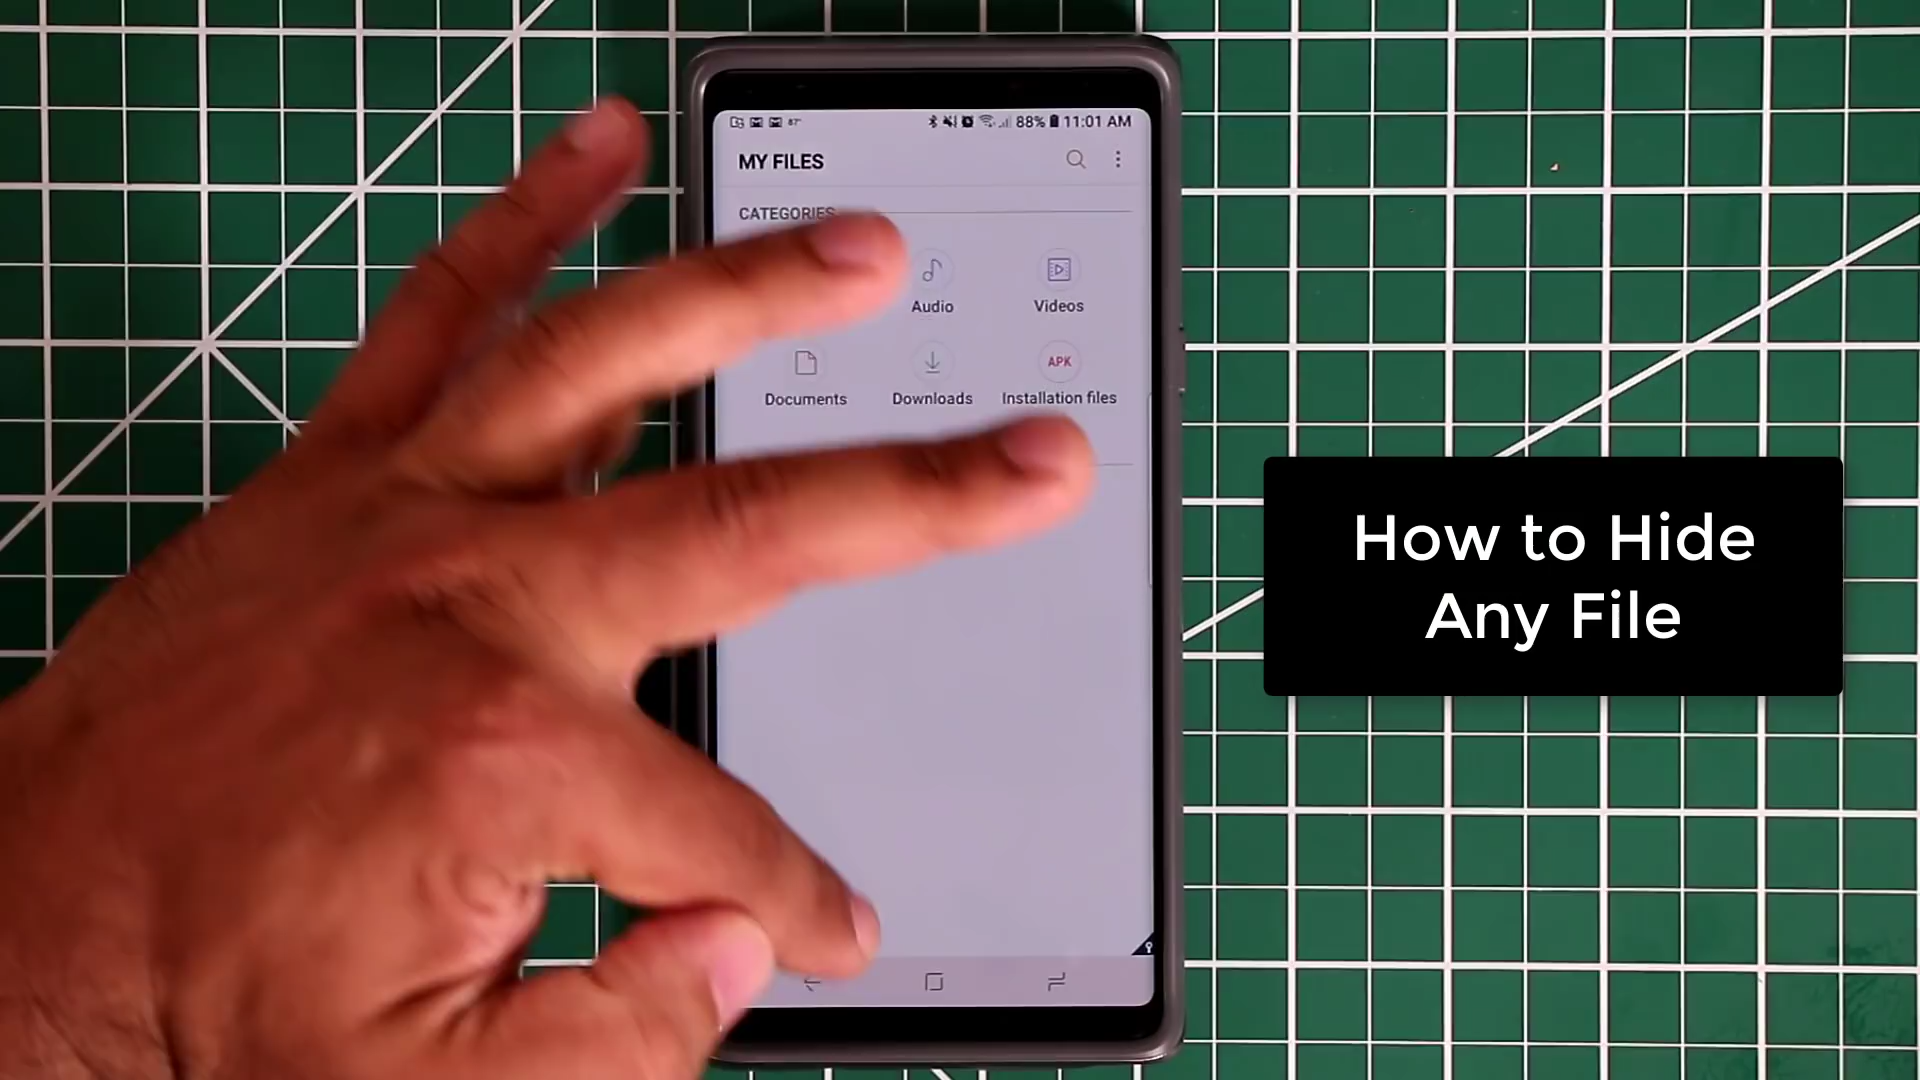 87°
88% 11:01 AM
MY FILES
CATEGORIES
Audio
Videos
APK
Documents
Downloads
Installation files
How to Hide
Any File